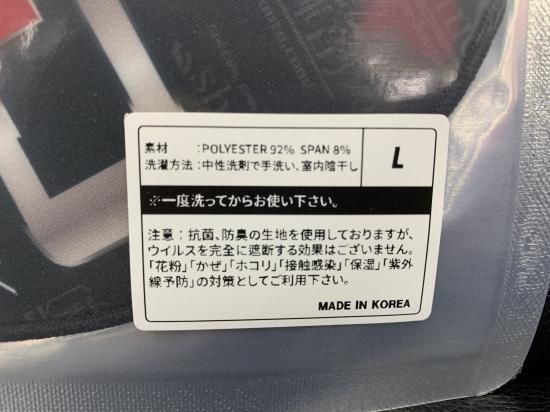 素材 :POLYESTER 92% SPAN 8%
洗濯方法 :中性洗剤で手洗い、室内陰干し
L
※一度洗ってからお使い下さい。
注意：抗菌、防臭の生地を使用しておりますが、
ウイルスを完全に遮断する効果はございません。
「花粉」「かぜ」「ホコリ」「接触感染」「保湿」「紫外
線予防」の対策としてご利用下さい。
MADE IN KOREA